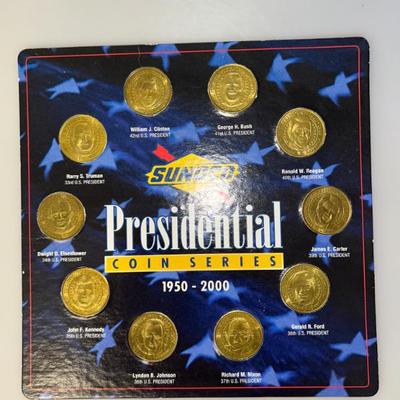 William J. Clinton
42nd U.S. PRESIDENT
George H. Bush
41st U.S. PRESIDENT
Harry S. Truman
33rd U.S. PRESIDENT
Ronald W. Reagan
40th U.S. PRESIDENT
SUNOCO
Presidential
COIN SERIES
1950 - 2000
Dwight D. Eisenhower
34th U.S. PRESIDENT
James E. Carter
39th U.S. PRESIDENT
John F. Kennedy
35th U.S. PRESIDENT
Gerald R. Ford
38th U.S. PRESIDENT
Lyndon B. Johnson
36th U.S. PRESIDENT
Richard M. Nixon
37th U.S. PRESIDENT